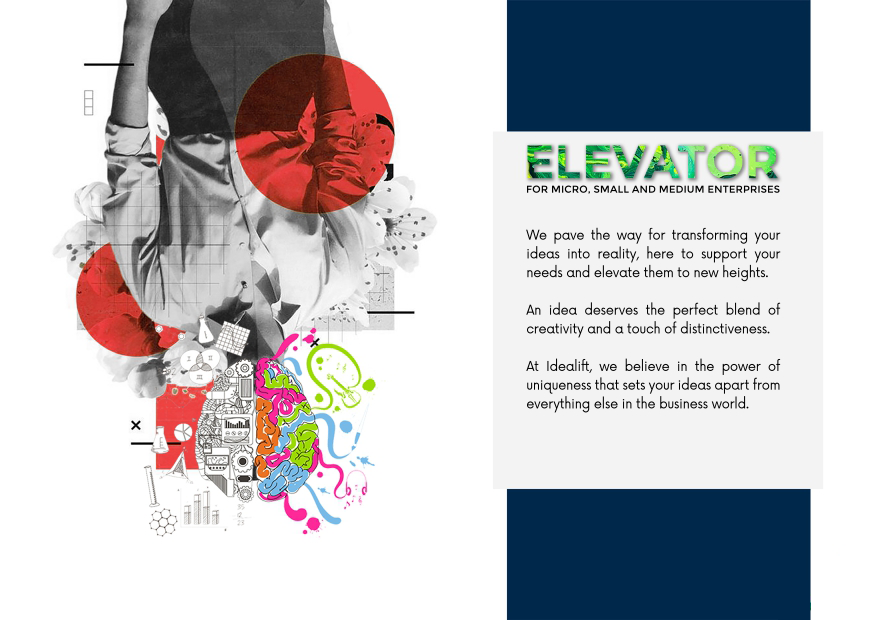 ELEVATOR
FOR MICRO, SMALL AND MEDIUM ENTERPRISES
We pave the way for transforming your
ideas into reality, here to support your
needs and elevate them to new heights.
An idea deserves the perfect blend of
creativity and a touch of distinctiveness.
At Idealift, we believe in the power of
uniqueness that sets your ideas apart from
everything else in the business world.